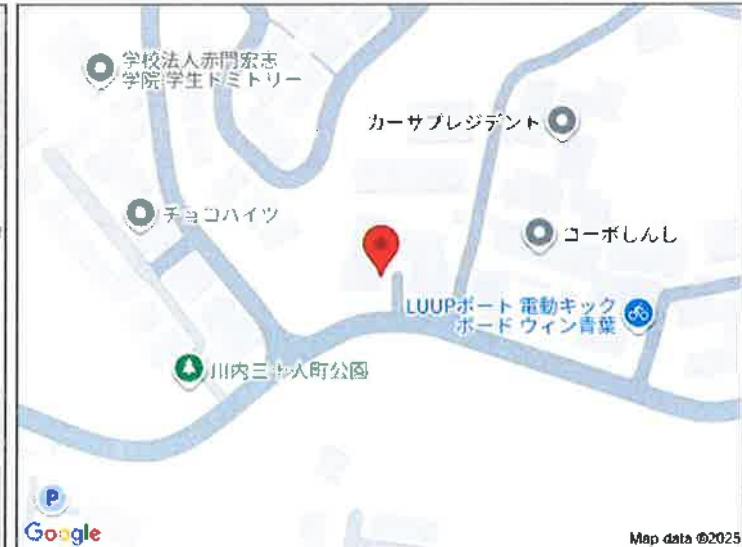 学校法人赤門宏志
学院 学生ドミトリー
カーサプレジデント
チョコハイツ
コーポしんし
LUUPポート 電動キック
ボード ウィン青葉
川内三十人町公園
P
Google
Map data ©2025